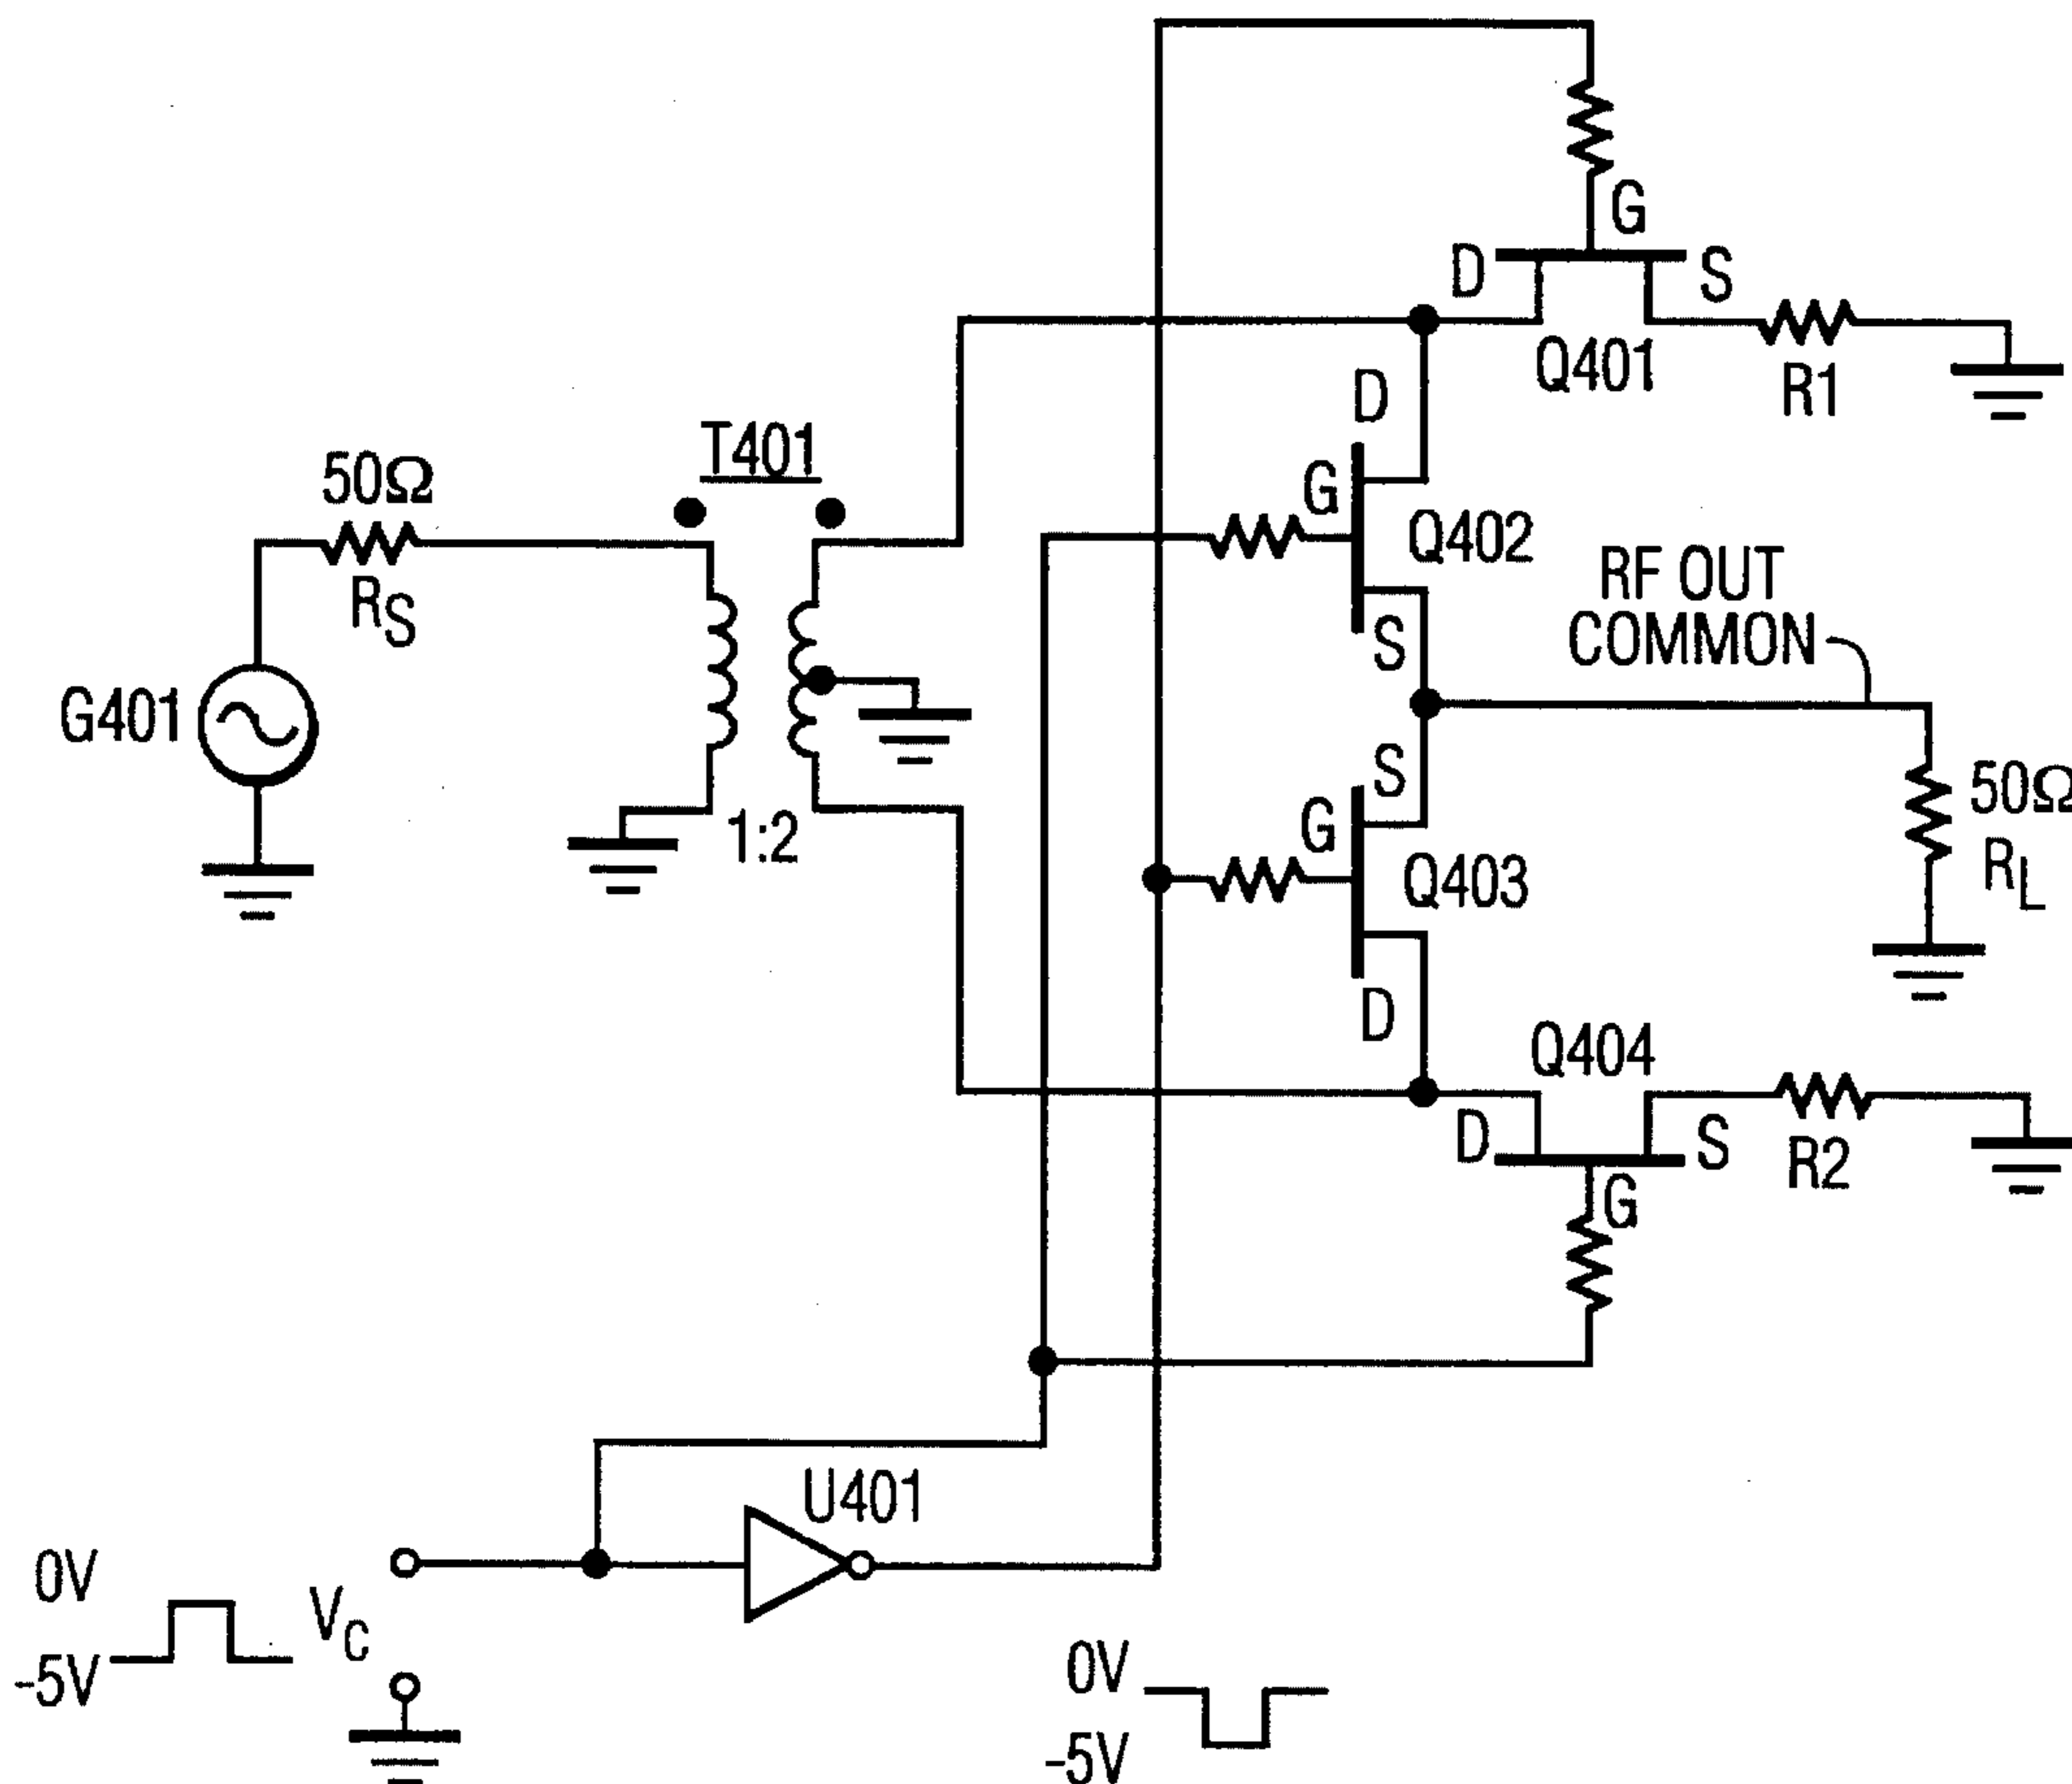 G
D
S
Q401
R1
D
T401
50Ω
G
Q402
RS
RF OUT
COMMON
S
G401
S
50Ω
1:2
G
Q403
RL
D
Q404
D
S
R2
G
U401
0V
VC
-5V
0V
-5V